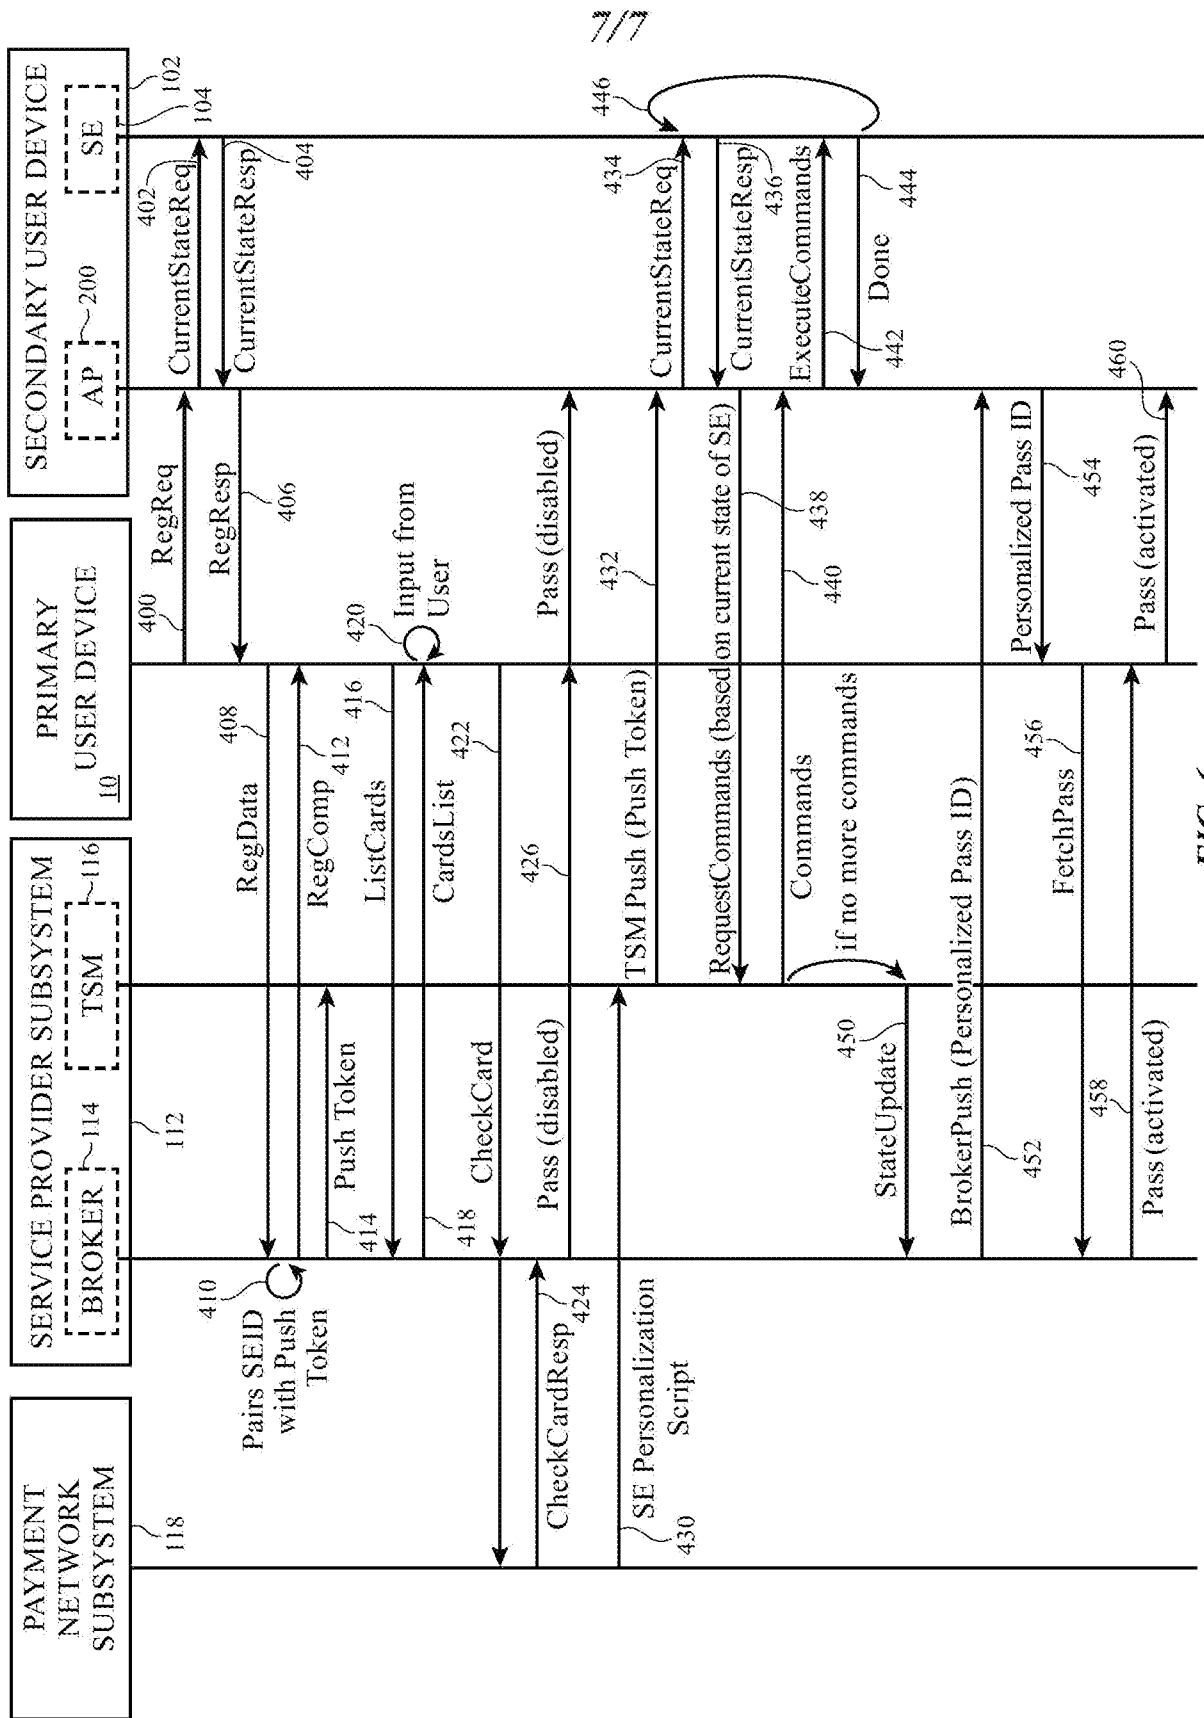 7/7
PAYMENT
NETWORK
SUBSYSTEM
118
SERVICE PROVIDER SUBSYSTEM
BROKER
114
TSM
116
112
PRIMARY
USER DEVICE
10
SECONDARY USER DEVICE
AP
200
SE
104
102
RegReq
400
CurrentStateReq
402
CurrentStateResp
404
RegResp
406
RegData
408
410
Pairs SEID
with Push
Token
RegComp
412
Push Token
414
ListCards
416
CardsList
418
420
Input from
User
CheckCard
422
CheckCardResp
424
Pass (disabled)
426
Pass (disabled)
SE Personalization
Script
430
TSM Push (Push Token)
432
CurrentStateReq
434
CurrentStateResp
436
RequestCommands (based on current state of SE)
438
Commands
440
ExecuteCommands
442
Done
444
446
if no more commands
StateUpdate
450
BrokerPush (Personalized Pass ID)
452
Personalized Pass ID
454
FetchPass
456
Pass (activated)
458
Pass (activated)
460